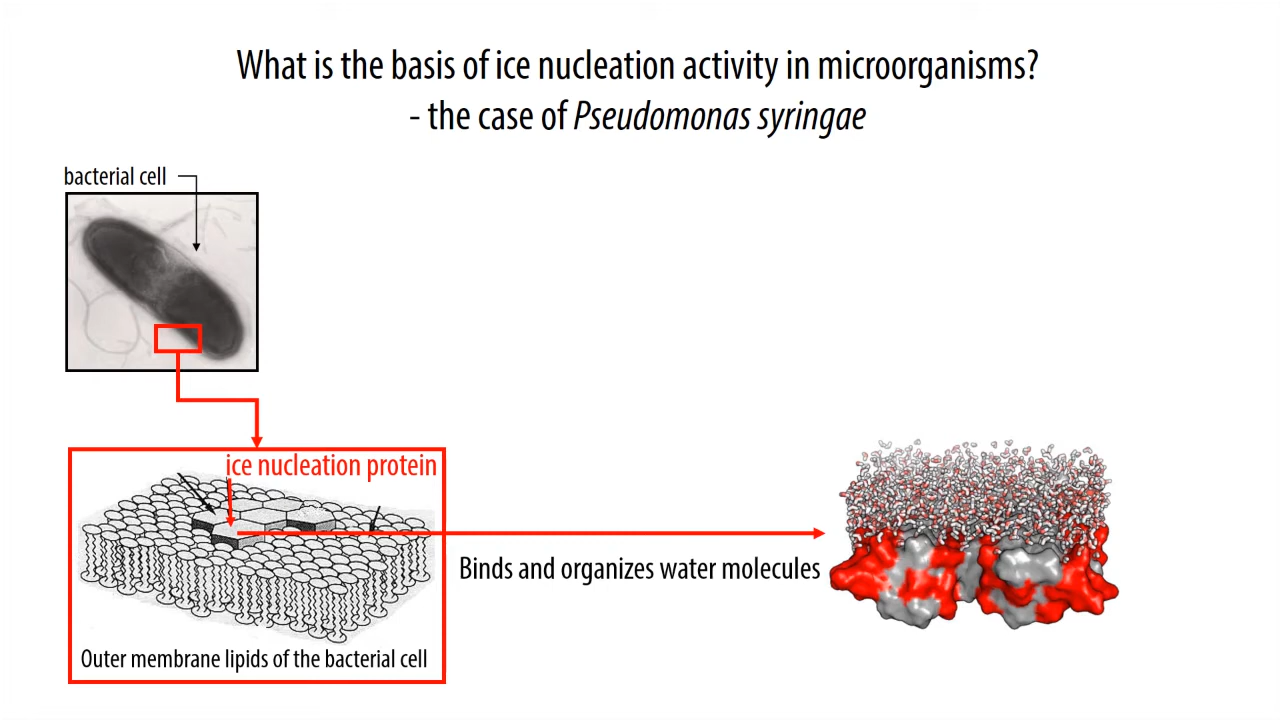 What is the basis of ice nucleation activity in microorganisms?
- the case of Pseudomonas syringae
bacterial cell
ice nucleation protein
Binds and organizes water molecules
Outer membrane lipids of the bacterial cell